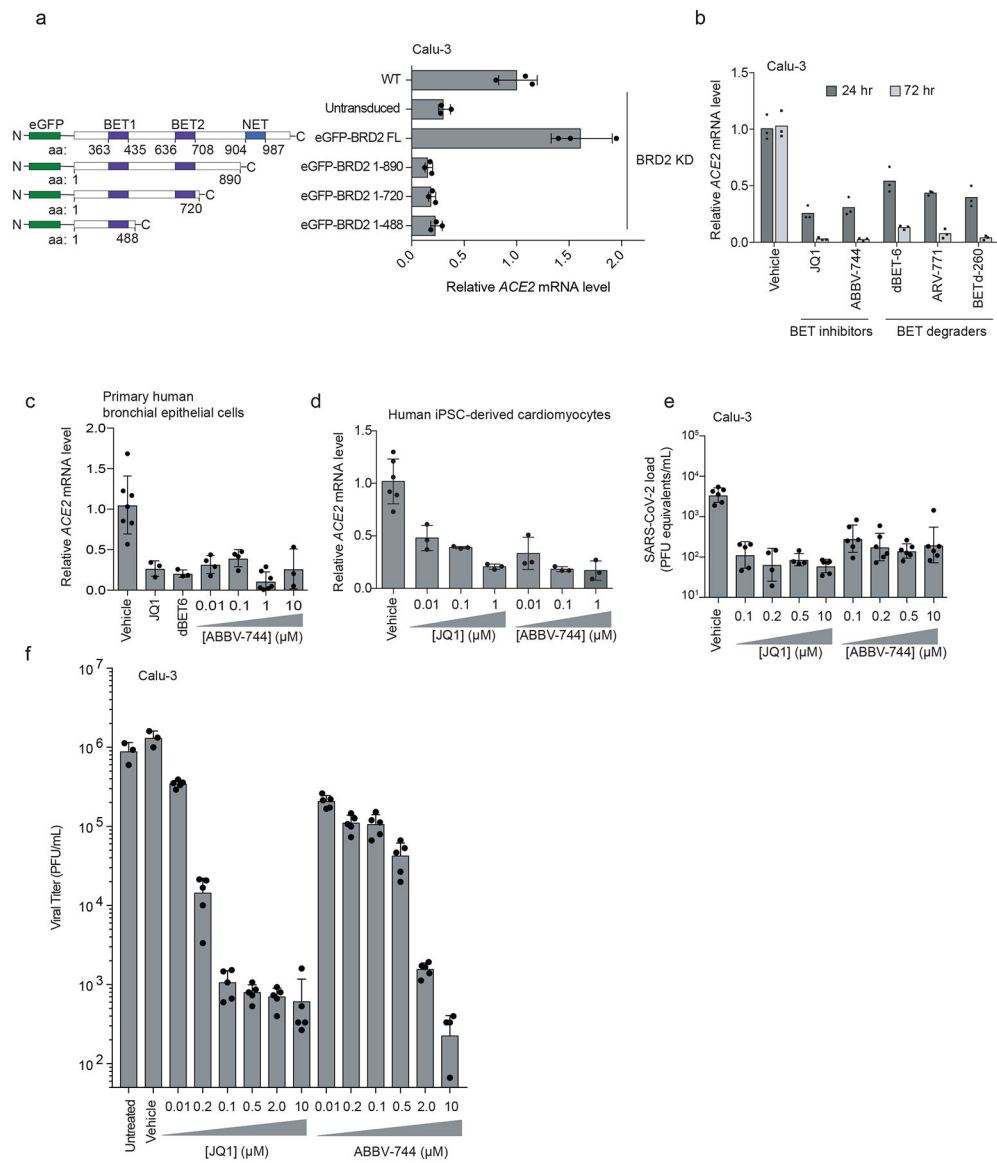 a
Calu-3
WT
Untransduced
eGFP-BRD2 FL
eGFP-BRD2 1-890
eGFP-BRD2 1-720
eGFP-BRD2 1-488
BRD2 KD
0.0 0.5 1.0 1.5 2.0
Relative ACE2 mRNA level
eGFP BET1 BET2 NET
N C
aa: 363 435 636 708 904 987
N C
aa: 1 890
N C
aa: 1 720
N C
aa: 1 488
b
Calu-3
24 hr 72 hr
Relative ACE2 mRNA level
1.5
1.0
0.5
0.0
Vehicle JQ1 ABBV-744 dBET-6 ARV-771 BETd-260
BET inhibitors BET degraders
c
Primary human
bronchial epithelial cells
Relative ACE2 mRNA level
2.0
1.5
1.0
0.5
0.0
Vehicle JQ1 dBET6 0.01 0.1 1 10
[ABBV-744] (µM)
d
Human iPSC-derived cardiomyocytes
Relative ACE2 mRNA level
1.5
1.0
0.5
0.0
Vehicle 0.01 0.1 1 0.01 0.1 1
[JQ1] (µM) [ABBV-744] (µM)
e
Calu-3
SARS-CoV-2 load
(PFU equivalents/mL)
10⁵
10⁴
10³
10²
10¹
Vehicle 0.1 0.2 0.5 10 0.1 0.2 0.5 10
[JQ1] (µM) [ABBV-744] (µM)
f
Calu-3
Viral Titer (PFU/mL)
10⁷
10⁶
10⁵
10⁴
10³
10²
Untreated Vehicle 0.01 0.2 0.1 0.5 2.0 10 0.01 0.2 0.1 0.5 2.0 10
[JQ1] (µM) ABBV-744 (µM)